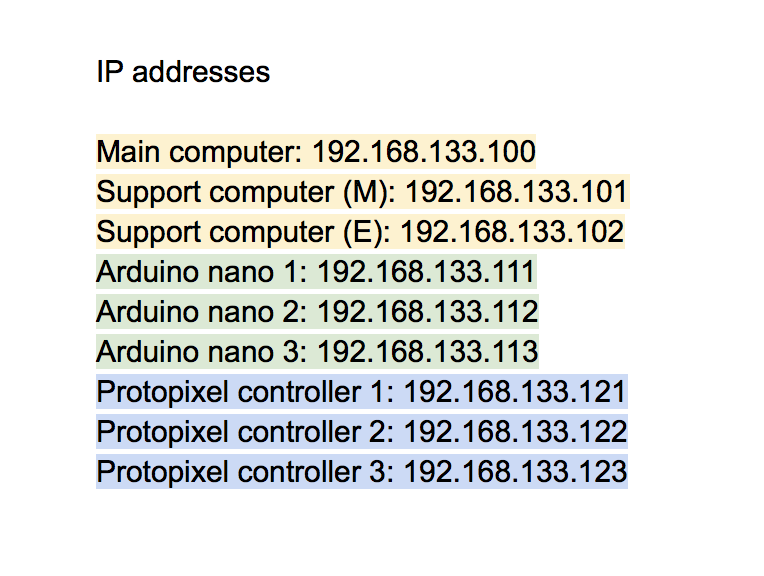 IP addresses
Main computer: 192.168.133.100
Support computer (M): 192.168.133.101
Support computer (E): 192.168.133.102
Arduino nano 1: 192.168.133.111
Arduino nano 2: 192.168.133.112
Arduino nano 3: 192.168.133.113
Protopixel controller 1: 192.168.133.121
Protopixel controller 2: 192.168.133.122
Protopixel controller 3: 192.168.133.123